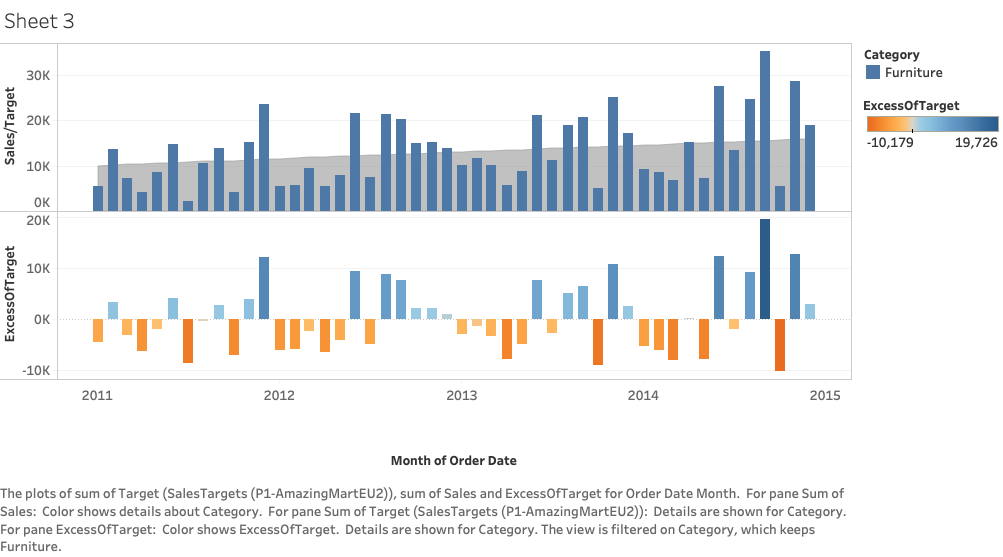 Sheet 3
Category
Furniture
ExcessOfTarget
-10,179 19,726
Sales/Target
30K
20K
10K
0K
ExcessOfTarget
20K
10K
0K
-10K
2011 2012 2013 2014 2015
Month of Order Date
The plots of sum of Target (SalesTargets (P1-AmazingMartEU2)), sum of Sales and ExcessOfTarget for Order Date Month.  For pane Sum of
Sales:  Color shows details about Category.  For pane Sum of Target (SalesTargets (P1-AmazingMartEU2)):  Details are shown for Category.
For pane ExcessOfTarget:  Color shows ExcessOfTarget.  Details are shown for Category. The view is filtered on Category, which keeps
Furniture.